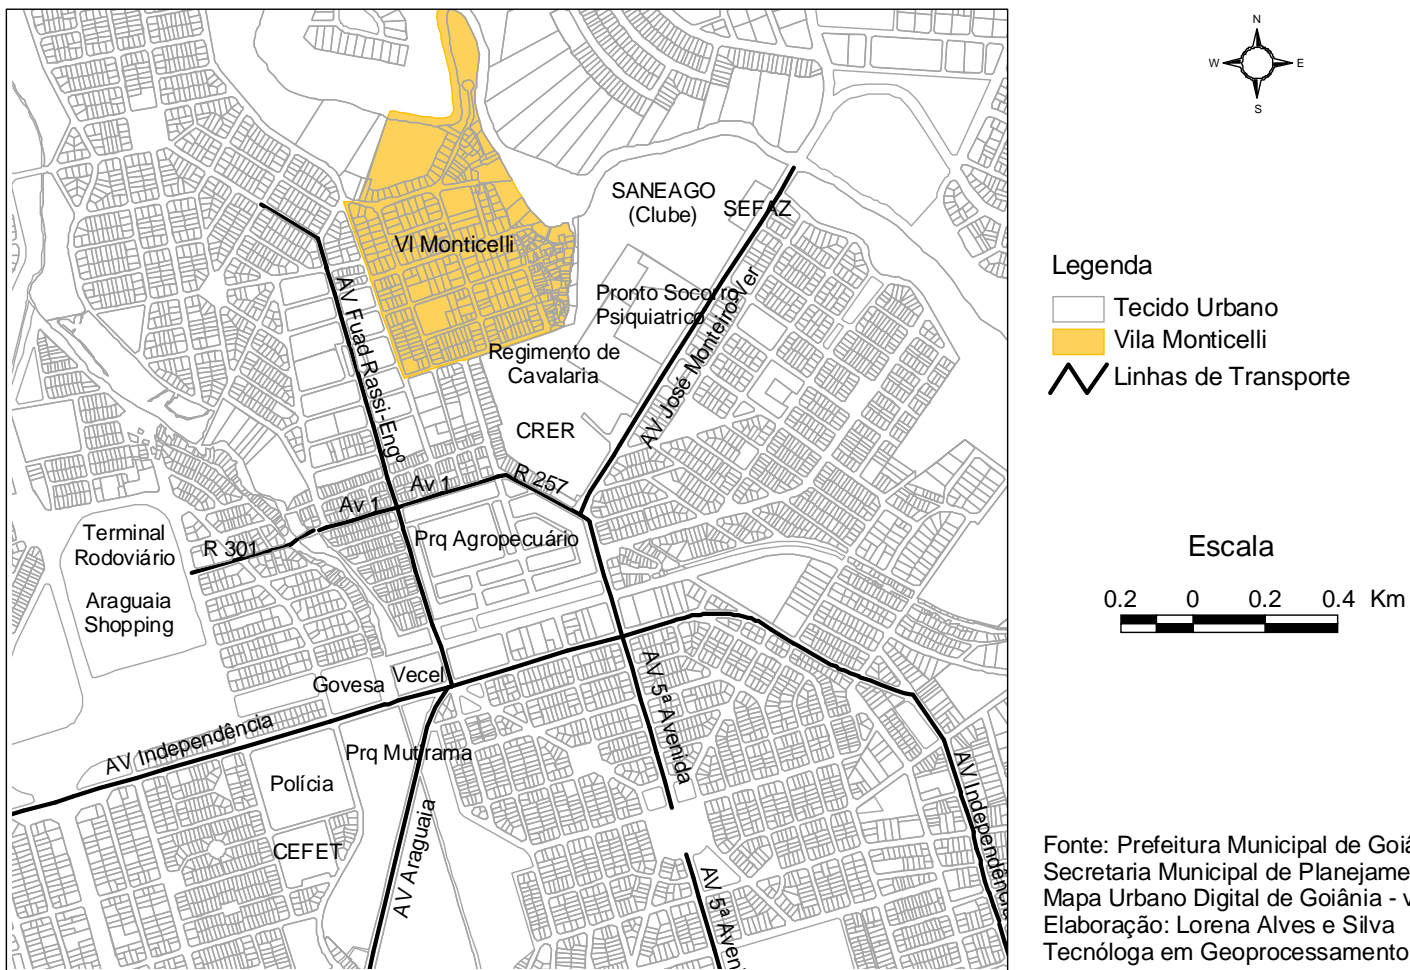 N
W
E
S
SANEAGO
(Clube)
SEFAZ
Vl Monticelli
AV Fuad Rassi-Engº
Pronto Socorro
Psiquiatrico
AV José Monteiro-Ver
Regimento de
Cavalaria
CRER
R 257
Av 1
Av 1
R 301
Terminal
Rodoviário
Araguaia
Shopping
Prq Agropecuário
Govesa
Vecel
AV 5ª Avenida
AV Independência
Prq Mutirama
Polícia
CEFET
AV Araguaia
AV 5ª Aven
AV Independência
Legenda
Tecido Urbano
Vila Monticelli
Linhas de Transporte
Escala
0.2 0 0.2 0.4 Km
Fonte: Prefeitura Municipal de Goiâ
Secretaria Municipal de Planejame
Mapa Urbano Digital de Goiânia - v
Elaboração: Lorena Alves e Silva
Tecnóloga em Geoprocessamento